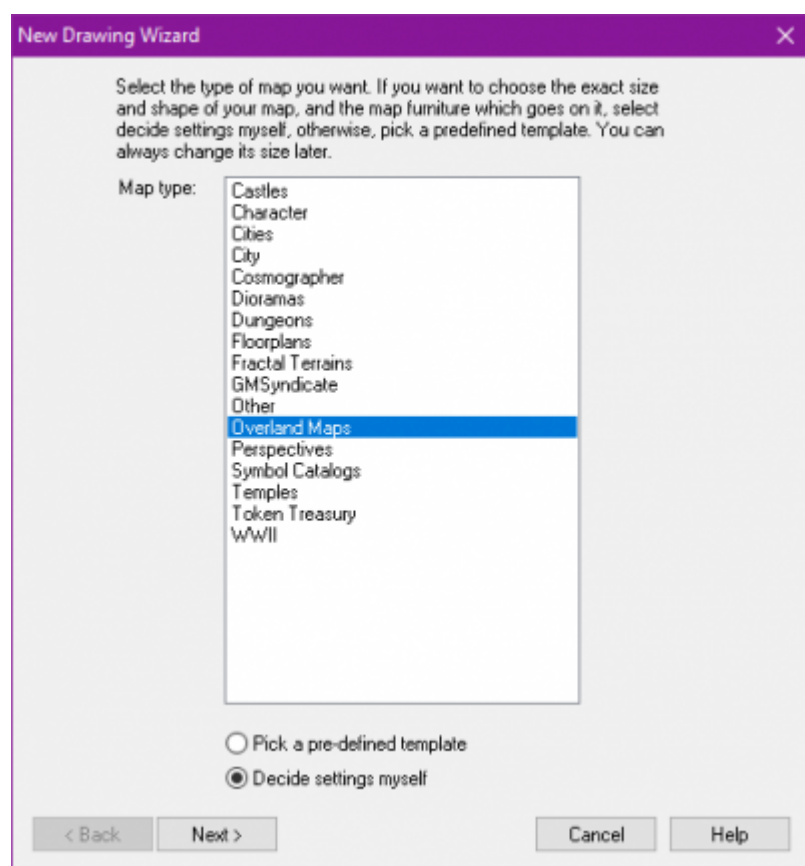 New Drawing Wizard
Select the type of map you want. If you want to choose the exact size
and shape of your map, and the map furniture which goes on it, select
decide settings myself, otherwise, pick a predefined template. You can
always change its size later.
Map type:
Castles
Character
Cities
City
Cosmographer
Dioramas
Dungeons
Floorplans
Fractal Terrains
GMSyndicate
Other
Overland Maps
Perspectives
Symbol Catalogs
Temples
Token Treasury
WWII
Pick a pre-defined template
Decide settings myself
< Back Next > Cancel Help